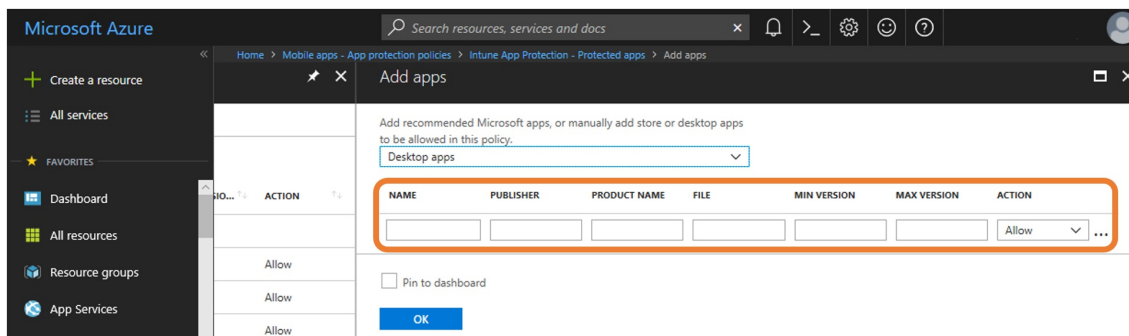 Microsoft Azure
Search resources, services and docs
Home > Mobile apps - App protection policies > Intune App Protection - Protected apps > Add apps
Create a resource
All services
FAVORITES
Dashboard
All resources
Resource groups
App Services
SIO... ACTION
Allow
Allow
Allow
Add apps
Add recommended Microsoft apps, or manually add store or desktop apps
to be allowed in this policy.
Desktop apps
NAME PUBLISHER PRODUCT NAME FILE MIN VERSION MAX VERSION ACTION
Allow ...
Pin to dashboard
OK